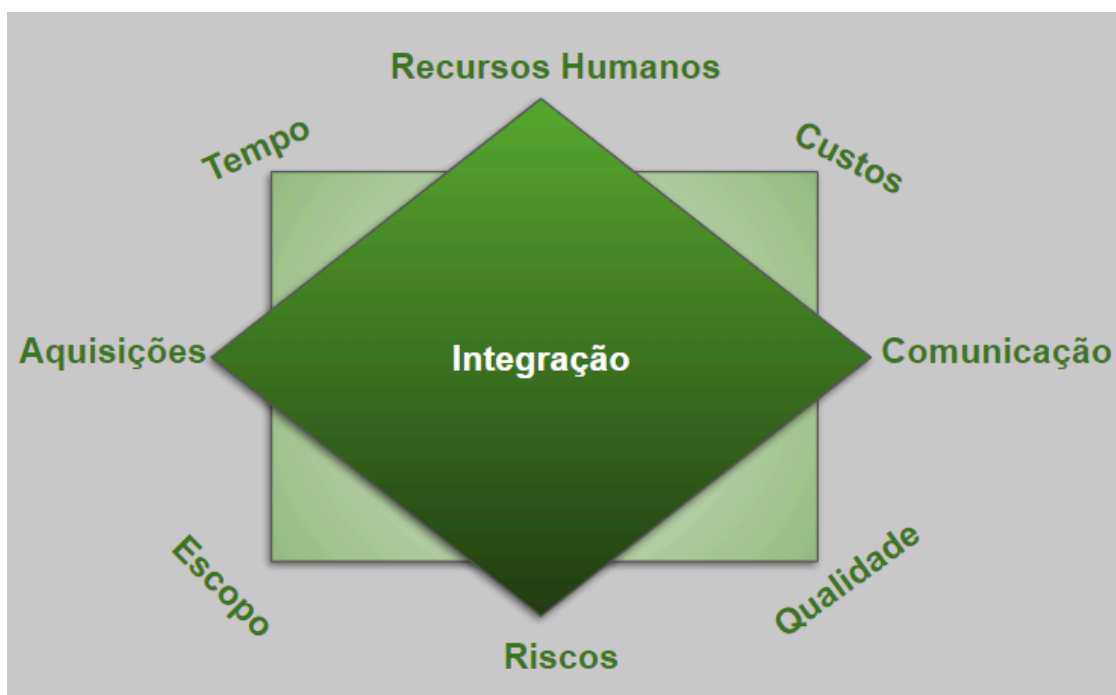 Recursos Humanos
Tempo
Custos
Aquisições
Integração
Comunicação
Escopo
Qualidade
Riscos